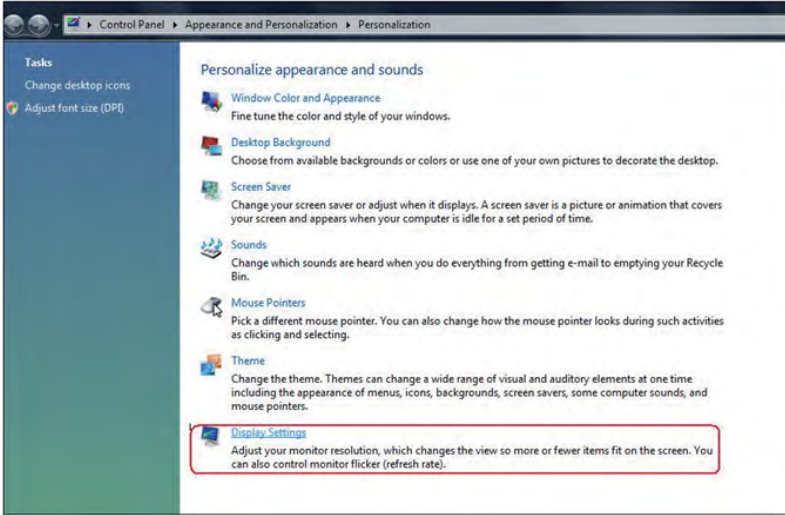 Control Panel ▸ Appearance and Personalization ▸ Personalization
Tasks
Change desktop icons
Adjust font size (DPI)
Personalize appearance and sounds
Window Color and Appearance
Fine tune the color and style of your windows.
Desktop Background
Choose from available backgrounds or colors or use one of your own pictures to decorate the desktop.
Screen Saver
Change your screen saver or adjust when it displays. A screen saver is a picture or animation that covers
your screen and appears when your computer is idle for a set period of time.
Sounds
Change which sounds are heard when you do everything from getting e-mail to emptying your Recycle
Bin.
Mouse Pointers
Pick a different mouse pointer. You can also change how the mouse pointer looks during such activities
as clicking and selecting.
Theme
Change the theme. Themes can change a wide range of visual and auditory elements at one time
including the appearance of menus, icons, backgrounds, screen savers, some computer sounds, and
mouse pointers.
Display Settings
Adjust your monitor resolution, which changes the view so more or fewer items fit on the screen. You
can also control monitor flicker (refresh rate).